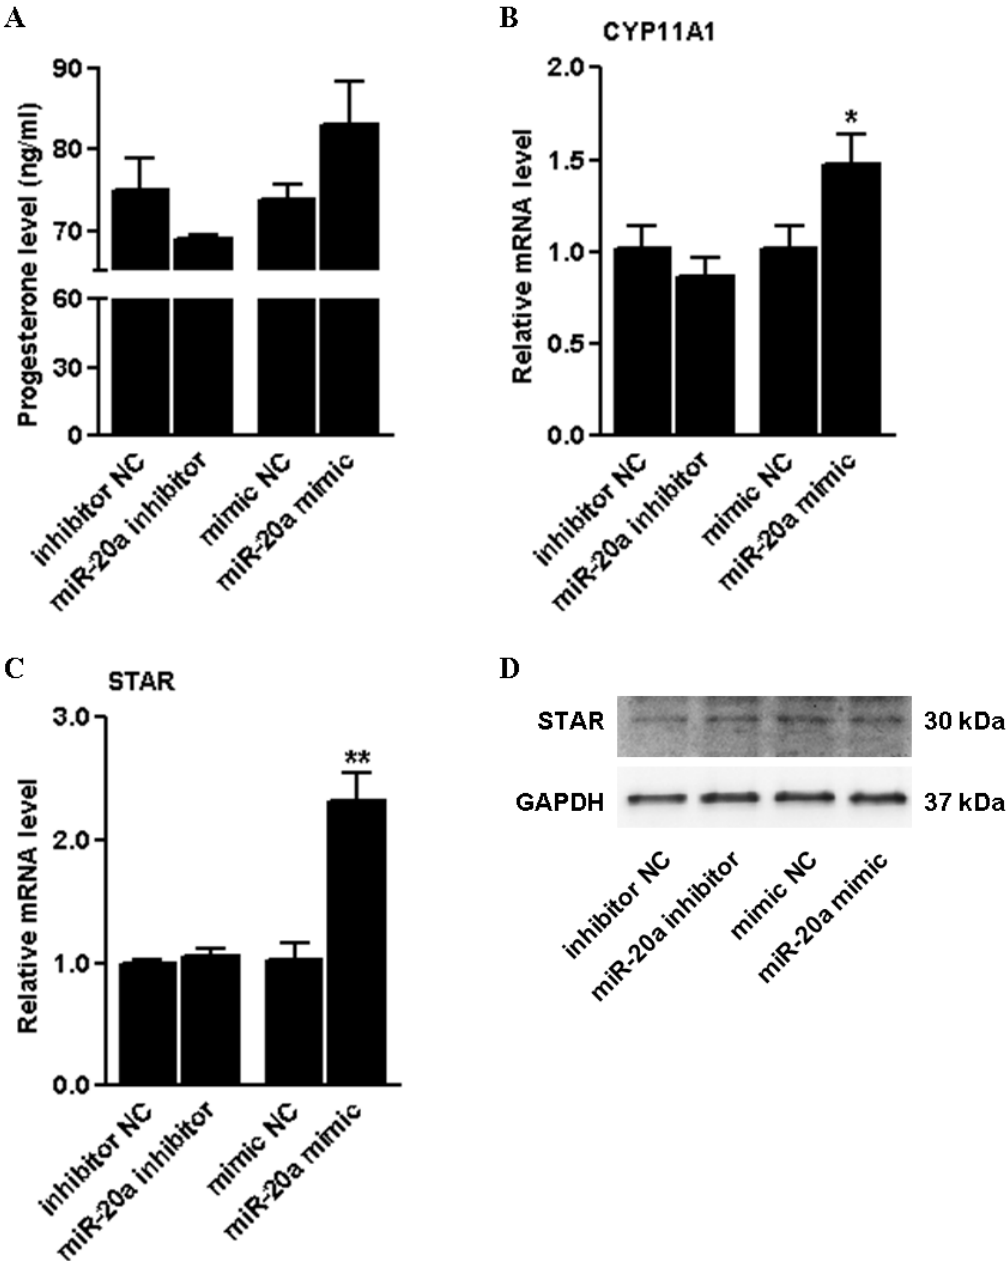 A
Progesterone level (ng/ml)
90
80
70
60
30
0
inhibitor NC
miR-20a inhibitor
mimic NC
miR-20a mimic
B
CYP11A1
Relative mRNA level
2.0
1.5
1.0
0.5
0.0
*
inhibitor NC
miR-20a inhibitor
mimic NC
miR-20a mimic
C
STAR
Relative mRNA level
3.0
2.0
1.0
0.0
**
inhibitor NC
miR-20a inhibitor
mimic NC
miR-20a mimic
D
STAR 30 kDa
GAPDH 37 kDa
inhibitor NC
miR-20a inhibitor
mimic NC
miR-20a mimic